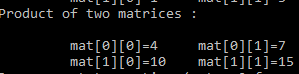 Product of two matrices :
mat[0][0]=4 mat[0][1]=7
mat[1][0]=10 mat[1][1]=15